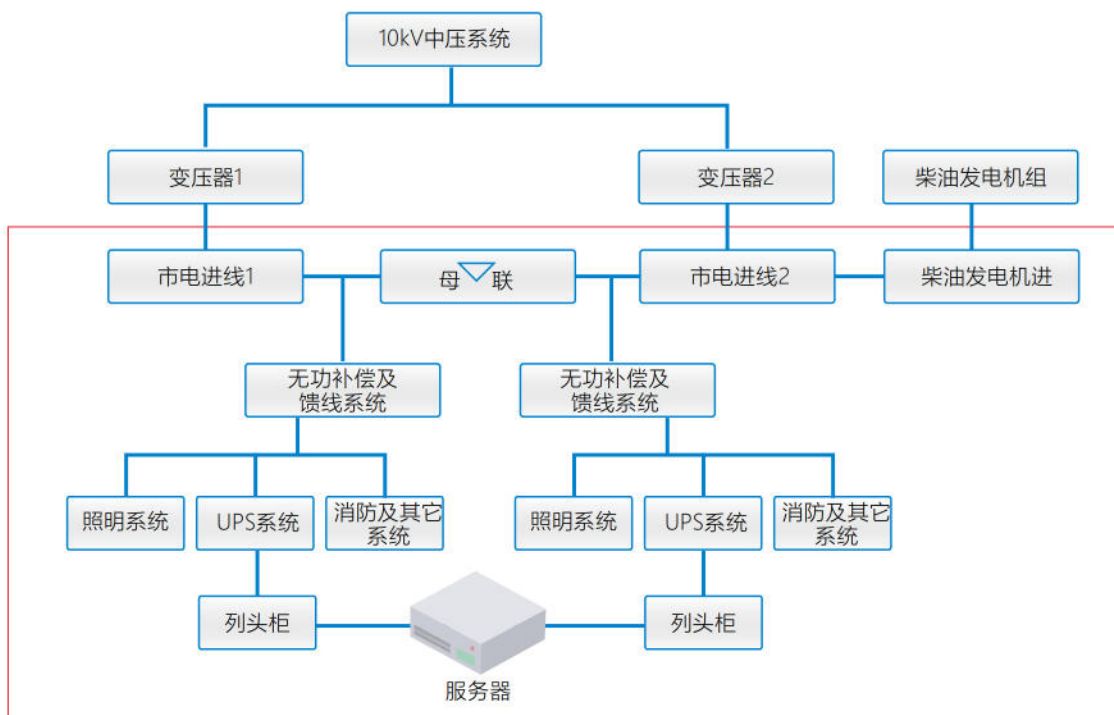 10kV中压系统
变压器1
变压器2
柴油发电机组
市电进线1
母 联
市电进线2
柴油发电机进
无功补偿及
馈线系统
无功补偿及
馈线系统
照明系统
UPS系统
消防及其它
系统
照明系统
UPS系统
消防及其它
系统
列头柜
列头柜
服务器